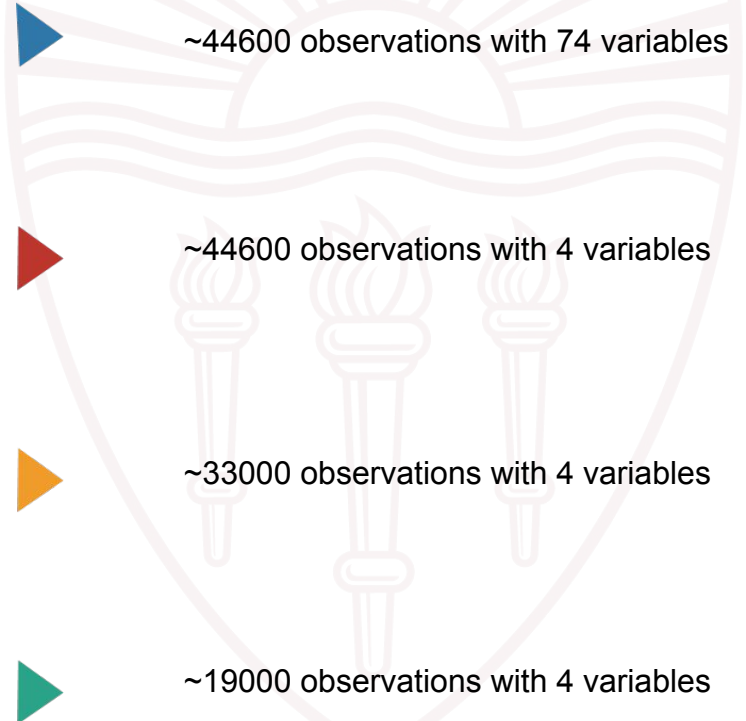 ~44600 observations with 74 variables
~44600 observations with 4 variables
~33000 observations with 4 variables
~19000 observations with 4 variables